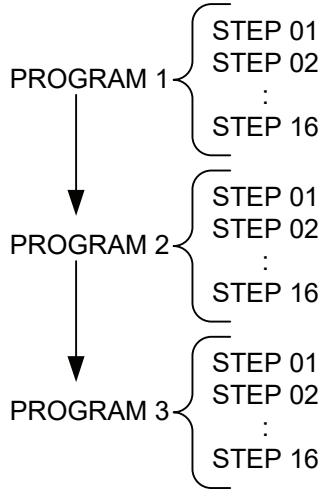 STEP 01
PROGRAM 1 STEP 02
:
STEP 16
STEP 01
PROGRAM 2 STEP 02
:
STEP 16
STEP 01
PROGRAM 3 STEP 02
:
STEP 16